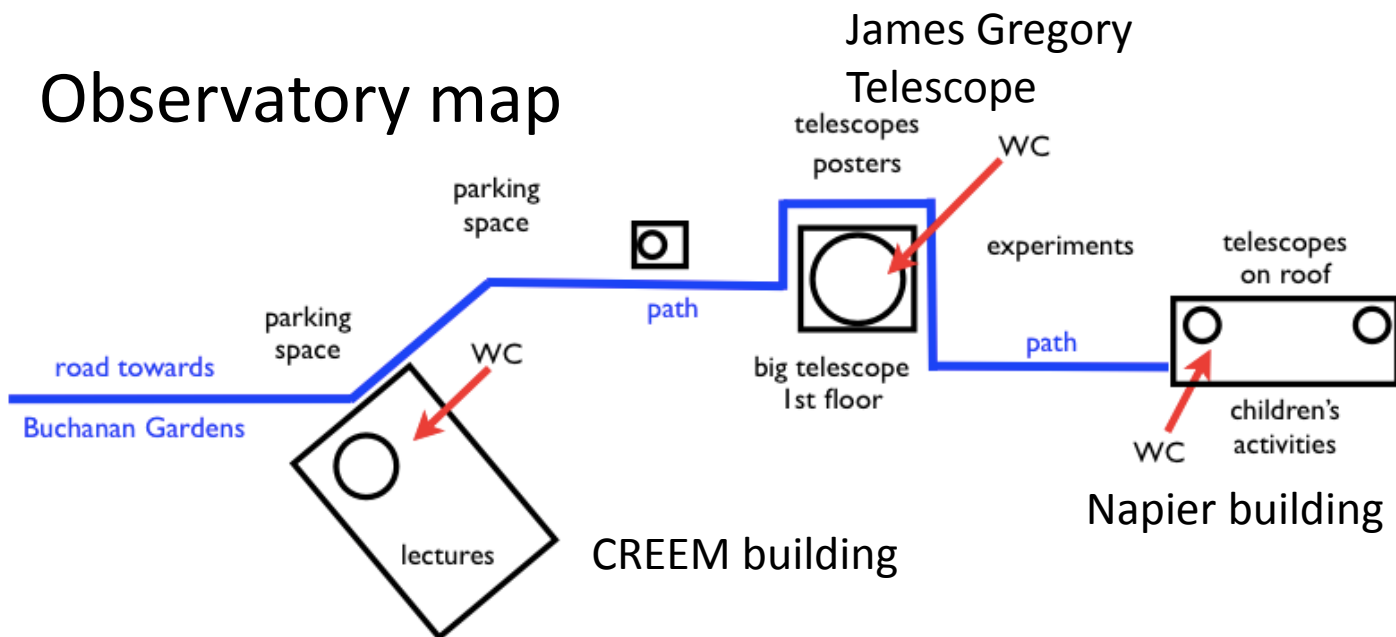 Observatory map
James Gregory
Telescope
telescopes
posters
WC
parking
space
experiments
telescopes
on roof
parking
space
path
road towards
Buchanan Gardens
WC
big telescope
1st floor
path
children's
activities
WC
Napier building
lectures
CREEM building